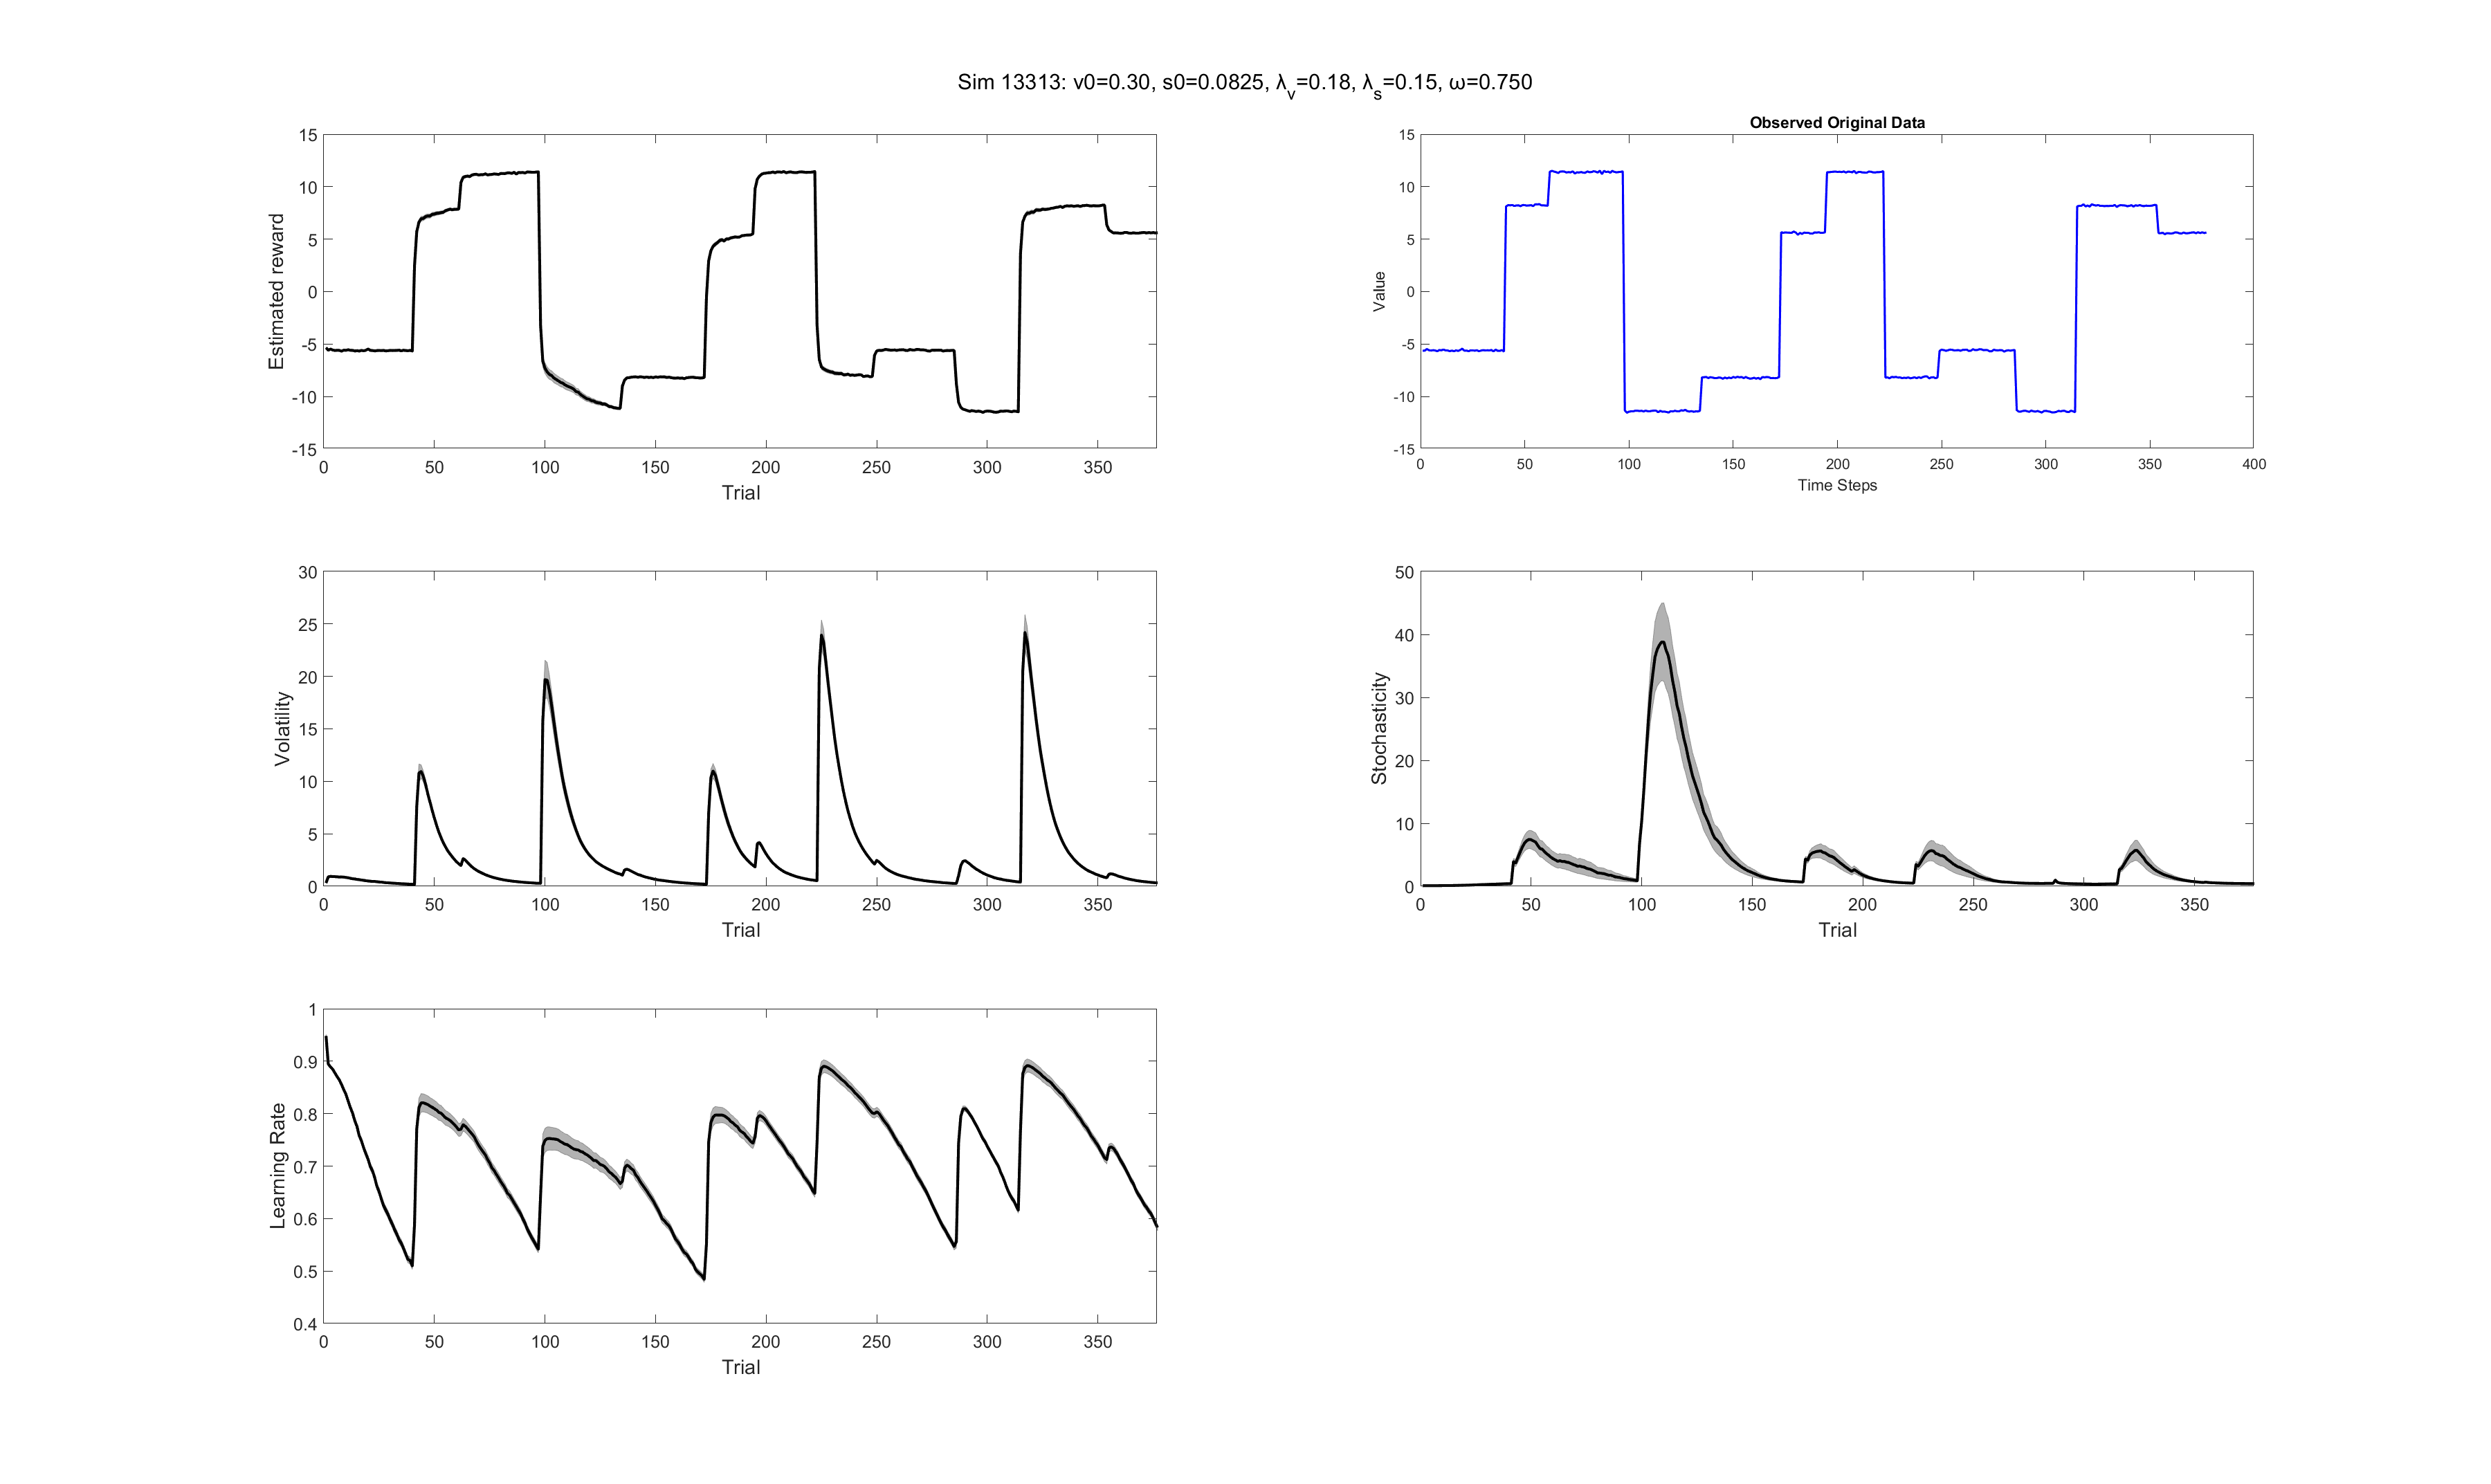 Sim 13313: v0=0.30, s0=0.0825, λv=0.18, λs=0.15, ω=0.750
Estimated reward
15
10
5
0
-5
-10
-15
0 50 100 150 200 250 300 350
Trial
Observed Original Data
Value
15
10
5
0
-5
-10
-15
0 50 100 150 200 250 300 350 400
Time Steps
Volatility
30
25
20
15
10
5
0
0 50 100 150 200 250 300 350
Trial
Stochasticity
50
40
30
20
10
0
0 50 100 150 200 250 300 350
Trial
Learning Rate
1
0.9
0.8
0.7
0.6
0.5
0.4
0 50 100 150 200 250 300 350
Trial